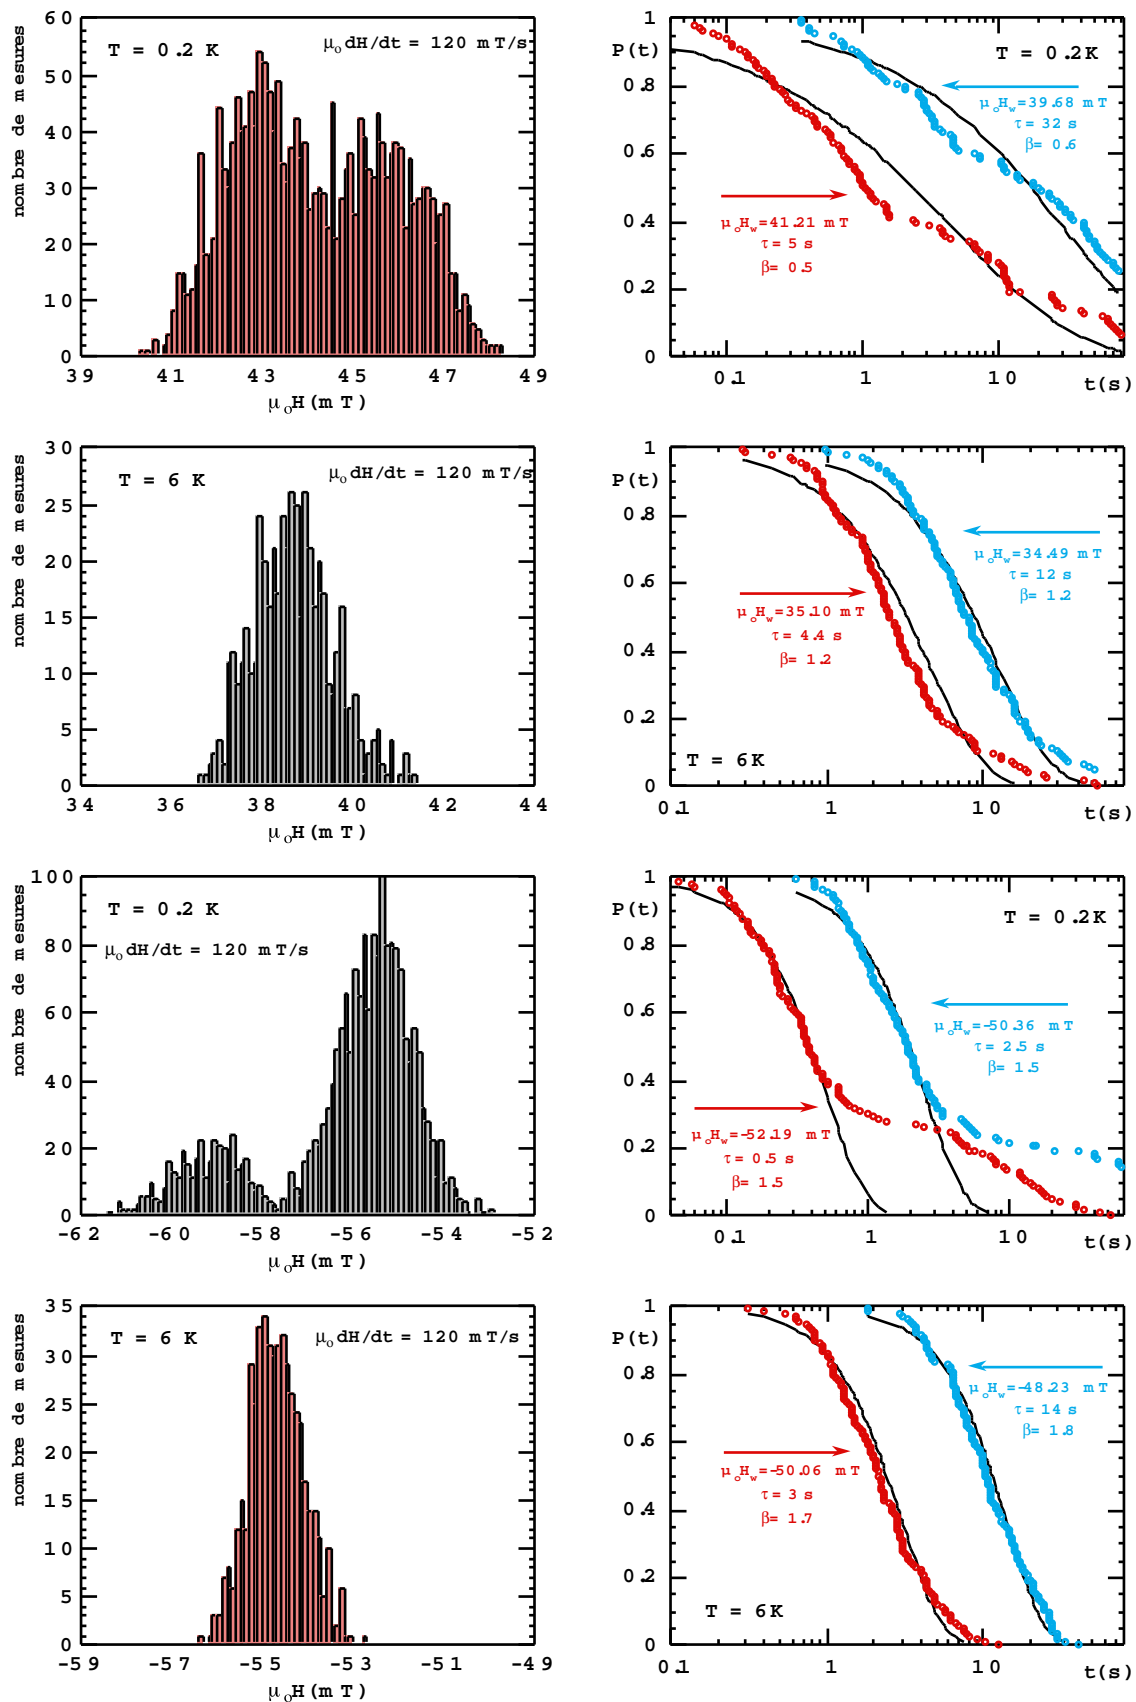 60
50
40
30
20
10
0
nombre de mesures
T = 0.2 K
μ₀dH/dt = 120 mT/s
39 41 43 45 47 49
μ₀H(mT)
1
P(t)
0.8
0.6
0.4
0.2
0
T = 0.2K
μ₀Hw=39.68 mT
τ = 32 s
β= 0.6
μ₀Hw=41.21 mT
τ = 5 s
β= 0.5
0.1 1 10 t(s)
30
25
20
15
10
5
0
nombre de mesures
T = 6 K
μ₀dH/dt = 120 mT/s
34 36 38 40 42 44
μ₀H(mT)
1
P(t)
0.8
0.6
0.4
0.2
0
μ₀Hw=34.49 mT
τ = 12 s
β= 1.2
μ₀Hw=35.10 mT
τ = 4.4 s
β= 1.2
T = 6K
0.1 1 10 t(s)
100
80
60
40
20
0
nombre de mesures
T = 0.2 K
μ₀dH/dt = 120 mT/s
-62 -60 -58 -56 -54 -52
μ₀H(mT)
1
P(t)
0.8
0.6
0.4
0.2
0
T = 0.2K
μ₀Hw=-50.36 mT
τ = 2.5 s
β= 1.5
μ₀Hw=-52.19 mT
τ = 0.5 s
β= 1.5
0.1 1 10 t(s)
35
30
25
20
15
10
5
0
nombre de mesures
T = 6 K
μ₀dH/dt = 120 mT/s
-59 -57 -55 -53 -51 -49
μ₀H(mT)
1
P(t)
0.8
0.6
0.4
0.2
0
μ₀Hw=-48.23 mT
τ = 14 s
β= 1.8
μ₀Hw=-50.06 mT
τ = 3 s
β= 1.7
T = 6K
0.1 1 10 t(s)